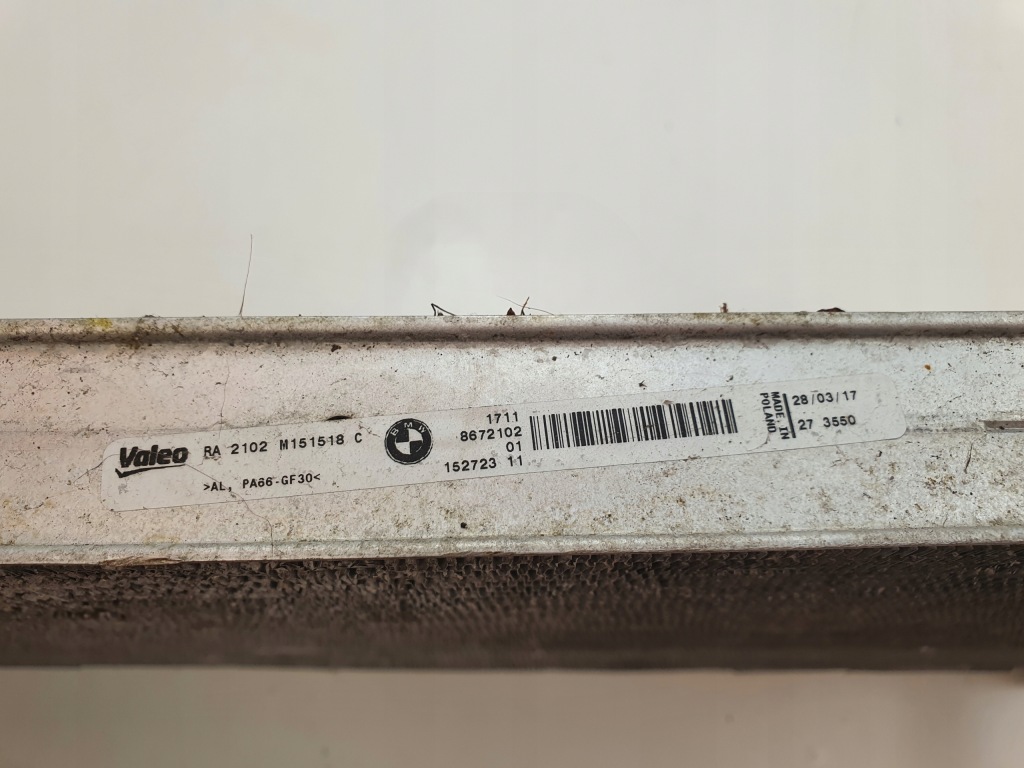 Valeo RA 2102 M151518 C
>AL, PA66-GF30<
BMW
1711
8672102
01
152723 11
MADE IN
POLAND
28/03/17
27 3550